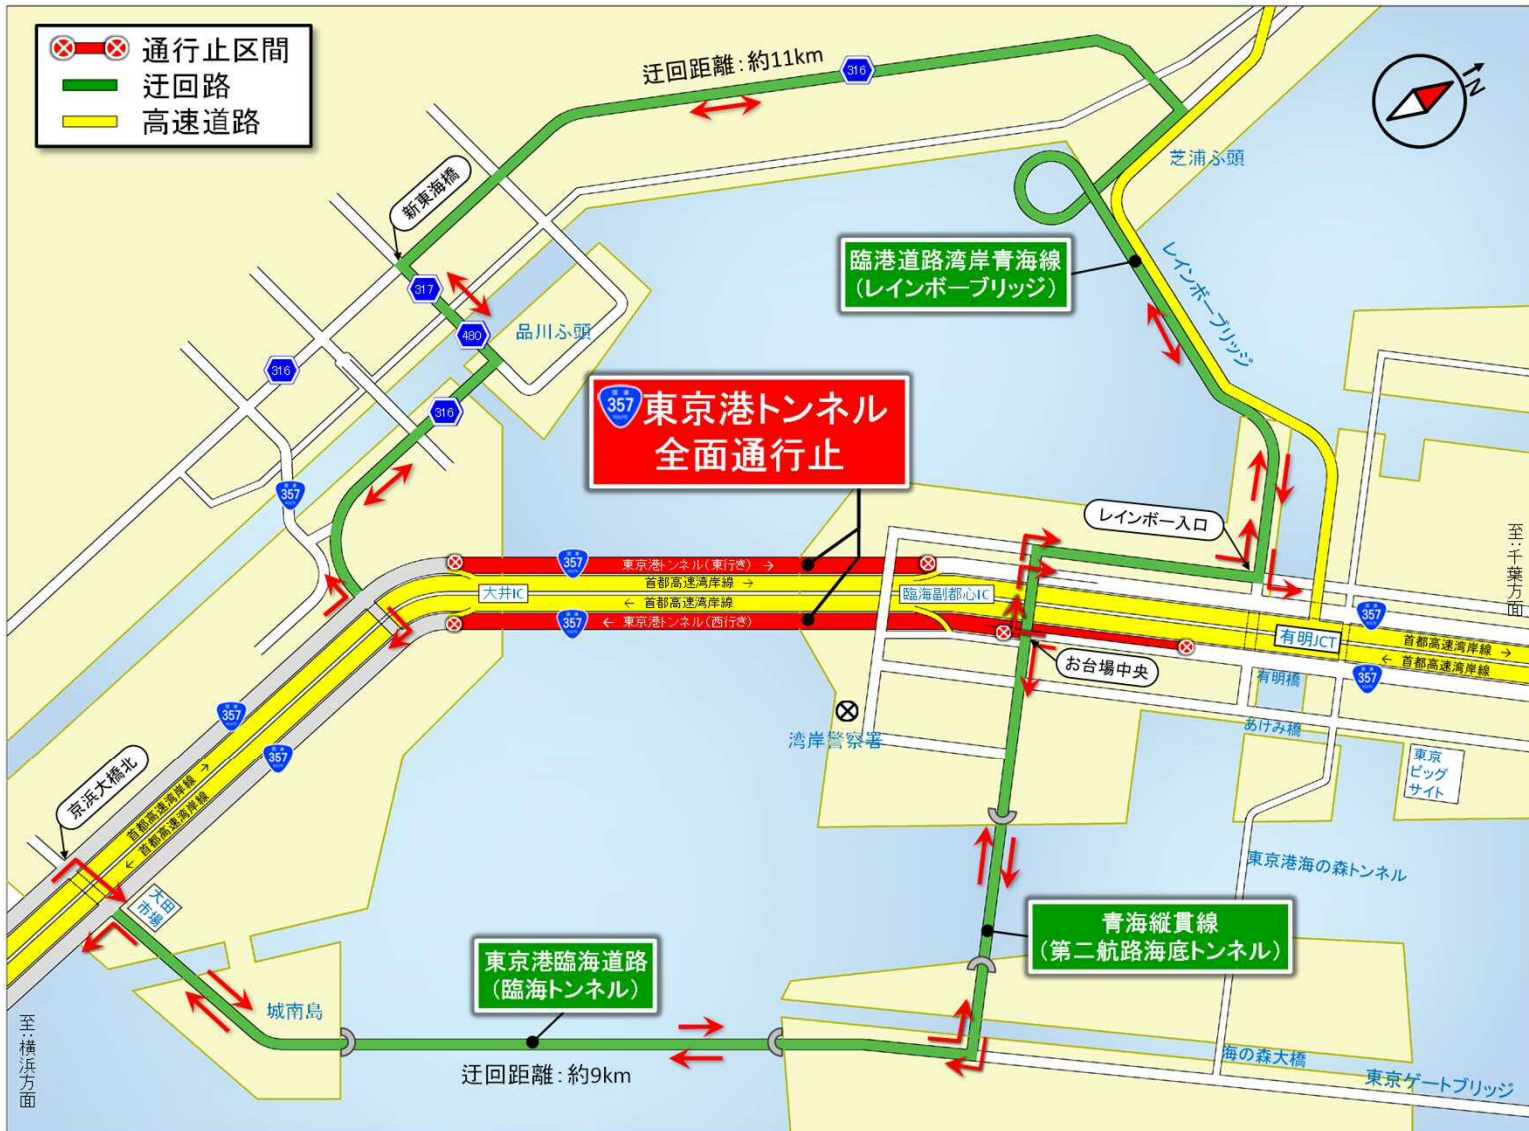 通行止区間
迂回路
高速道路
迂回距離：約11km
316
N
芝浦ふ頭
新東海橋
臨港道路湾岸青海線
（レインボーブリッジ）
レインボーブリッジ
317
480
品川ふ頭
316
316
357
東京港トンネル
全面通行止
357
レインボー入口
至：千葉方面
357
東京港トンネル（東行き）→
大井IC
首都高速湾岸線 →
← 首都高速湾岸線
臨海副都心IC
357
← 東京港トンネル（西行き）
357
有明JCT
首都高速湾岸線 →
← 首都高速湾岸線
357
お台場中央
有明橋
あけみ橋
湾岸警察署
東京
ビッグ
サイト
357
357
京浜大橋北
首都高速湾岸線 →
← 首都高速湾岸線
大田
市場
東京港海の森トンネル
青海縦貫線
（第二航路海底トンネル）
東京港臨海道路
（臨海トンネル）
城南島
至：横浜方面
迂回距離：約9km
海の森大橋
東京ゲートブリッジ